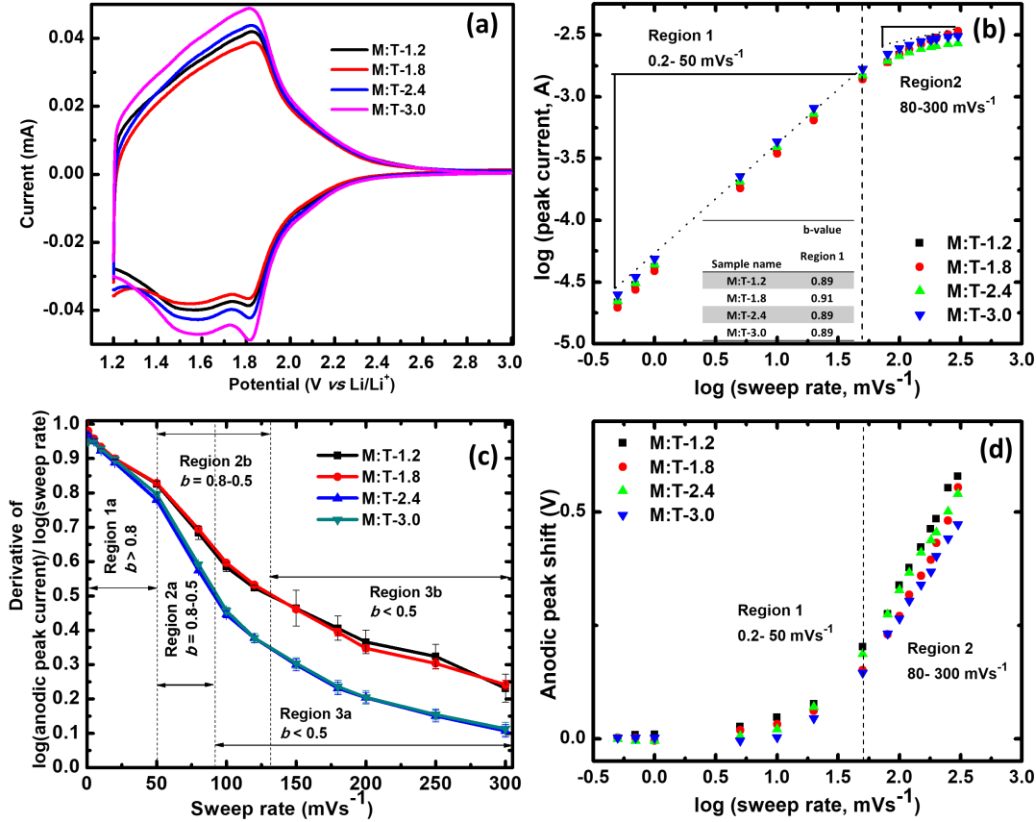 (a)
M:T-1.2
M:T-1.8
M:T-2.4
M:T-3.0
0.04
0.02
0.00
-0.02
-0.04
Current (mA)
1.2 1.4 1.6 1.8 2.0 2.2 2.4 2.6 2.8 3.0
Potential (V vs Li/Li⁺)
(b)
Region 1
0.2- 50 mVs⁻¹
Region2
80-300 mVs⁻¹
-2.5
-3.0
-3.5
-4.0
-4.5
-5.0
log (peak current, A)
b-value
Sample name Region 1
M:T-1.2 0.89
M:T-1.8 0.91
M:T-2.4 0.89
M:T-3.0 0.89
M:T-1.2
M:T-1.8
M:T-2.4
M:T-3.0
-0.5 0.0 0.5 1.0 1.5 2.0 2.5 3.0
log (sweep rate, mVs⁻¹)
(c)
Region 2b
b = 0.8-0.5
M:T-1.2
M:T-1.8
M:T-2.4
M:T-3.0
Region 1a
b > 0.8
Region 2a
b = 0.8-0.5
Region 3b
b < 0.5
Region 3a
b < 0.5
1.0
0.9
0.8
0.7
0.6
0.5
0.4
0.3
0.2
0.1
0.0
Derivative of
log(anodic peak current)/ log(sweep rate)
0 50 100 150 200 250 300
Sweep rate (mVs⁻¹)
(d)
M:T-1.2
M:T-1.8
M:T-2.4
M:T-3.0
Region 1
0.2- 50 mVs⁻¹
Region 2
80- 300 mVs⁻¹
0.5
0.0
Anodic peak shift (V)
-0.5 0.0 0.5 1.0 1.5 2.0 2.5 3.0
log (sweep rate, mVs⁻¹)